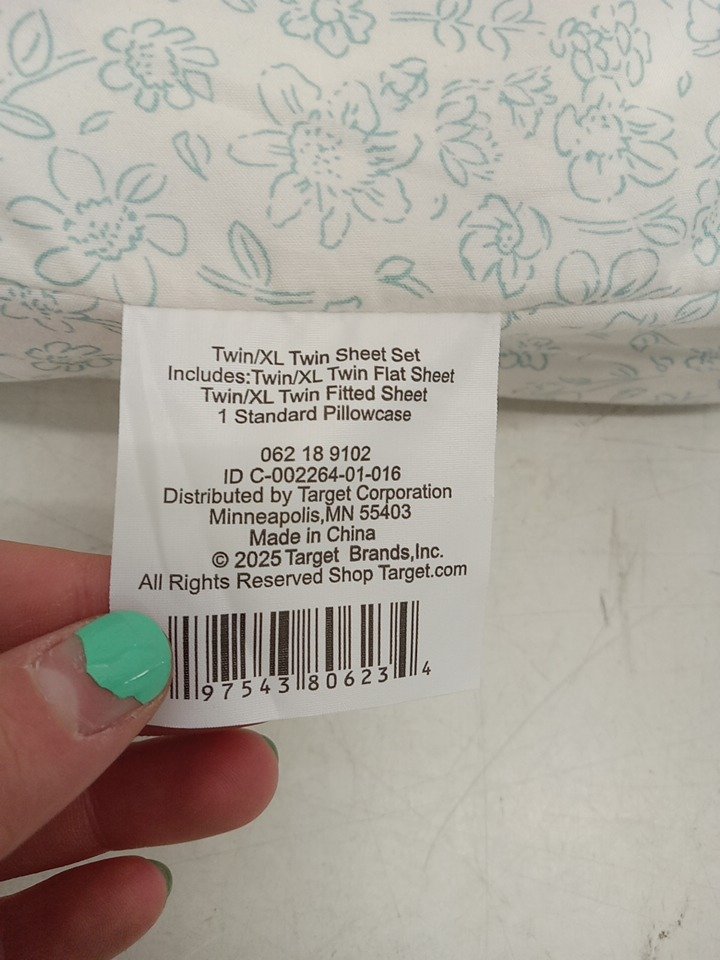 Twin/XL Twin Sheet Set
Includes:Twin/XL Twin Flat Sheet
Twin/XL Twin Fitted Sheet
1 Standard Pillowcase
062 18 9102
ID C-002264-01-016
Distributed by Target Corporation
Minneapolis,MN 55403
Made in China
© 2025 Target Brands,Inc.
All Rights Reserved Shop Target.com
97543 80623 4